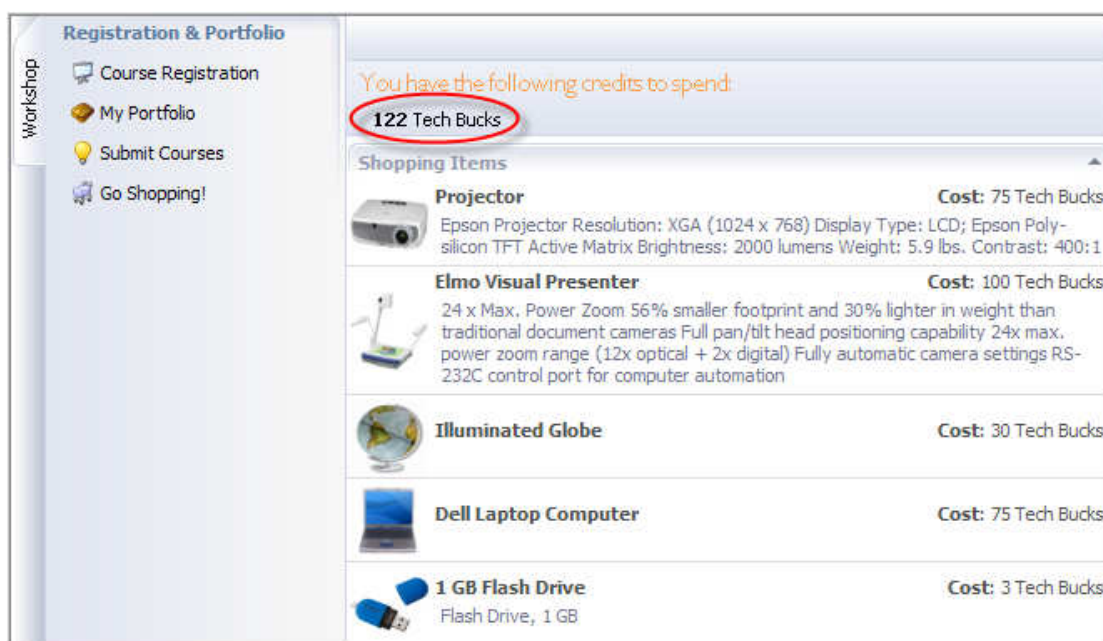 Workshop
Registration & Portfolio
Course Registration
My Portfolio
Submit Courses
Go Shopping!
You have the following credits to spend:
122 Tech Bucks
Shopping Items
Projector Cost: 75 Tech Bucks
Epson Projector Resolution: XGA (1024 x 768) Display Type: LCD; Epson Poly-
silicon TFT Active Matrix Brightness: 2000 lumens Weight: 5.9 lbs. Contrast: 400:1
Elmo Visual Presenter Cost: 100 Tech Bucks
24 x Max. Power Zoom 56% smaller footprint and 30% lighter in weight than
traditional document cameras Full pan/tilt head positioning capability 24x max.
power zoom range (12x optical + 2x digital) Fully automatic camera settings RS-
232C control port for computer automation
Illuminated Globe Cost: 30 Tech Bucks
Dell Laptop Computer Cost: 75 Tech Bucks
1 GB Flash Drive Cost: 3 Tech Bucks
Flash Drive, 1 GB